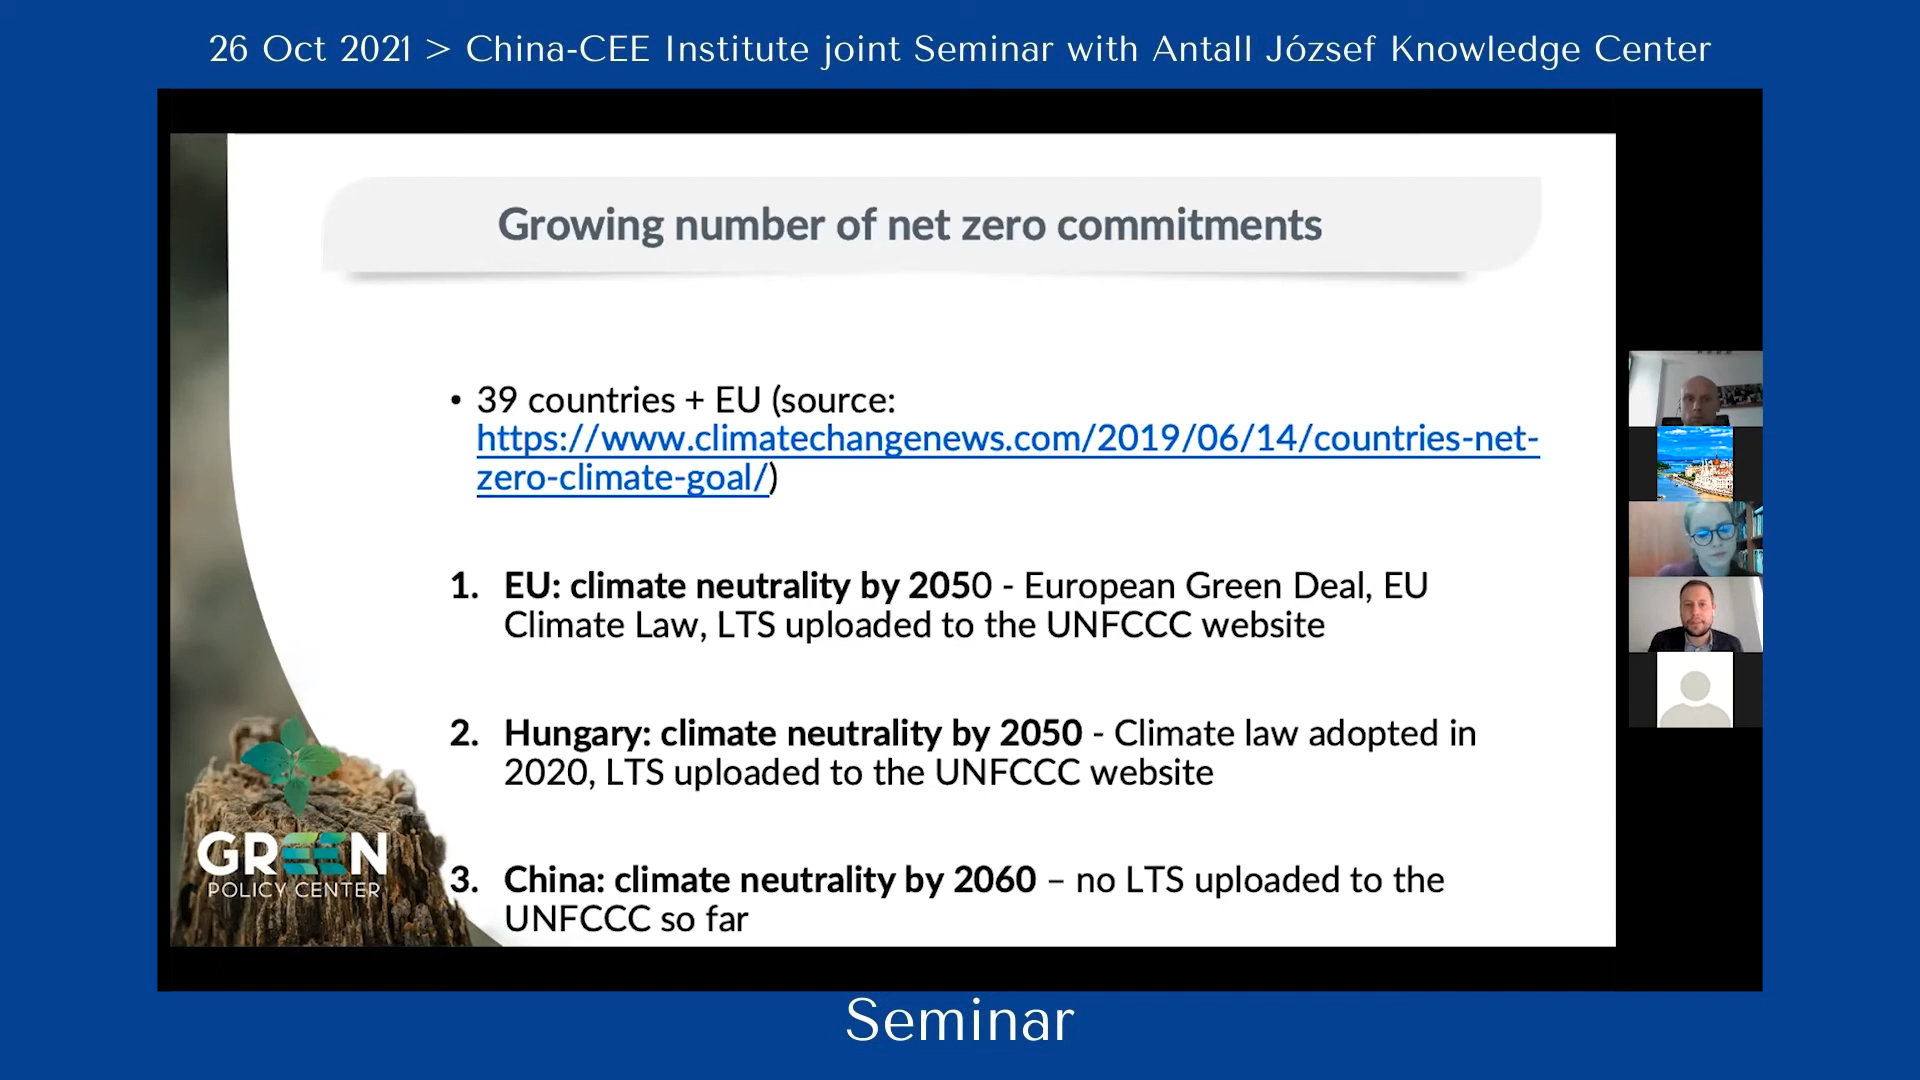 26 Oct 2021 > China-CEE Institute joint Seminar with Antall József Knowledge Center
Growing number of net zero commitments
• 39 countries + EU (source:
https://www.climatechangenews.com/2019/06/14/countries-net-
zero-climate-goal/)
1. EU: climate neutrality by 2050 - European Green Deal, EU
Climate Law, LTS uploaded to the UNFCCC website
2. Hungary: climate neutrality by 2050 - Climate law adopted in
2020, LTS uploaded to the UNFCCC website
3. China: climate neutrality by 2060 – no LTS uploaded to the
UNFCCC so far
GREEN
POLICY CENTER
Seminar